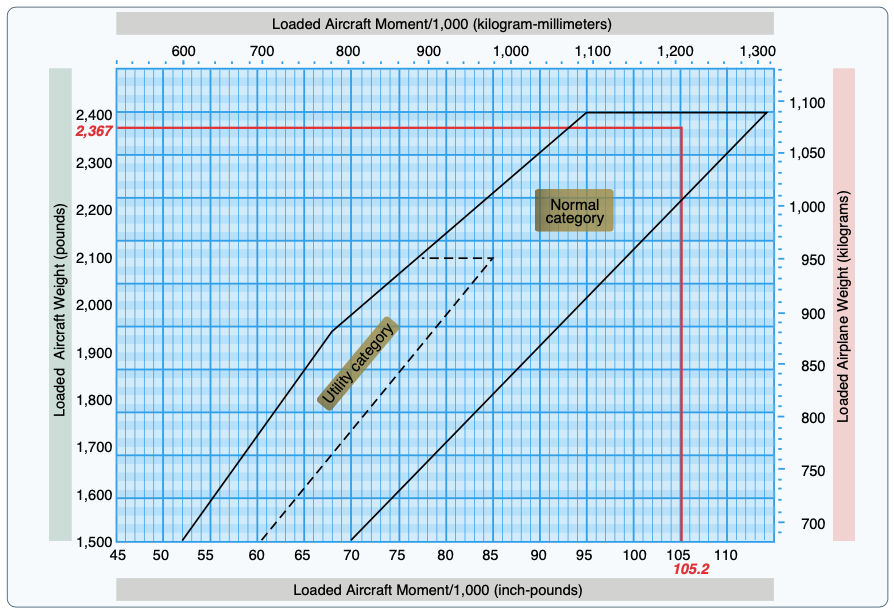 Loaded Aircraft Moment/1,000 (kilogram-millimeters)
600 700 800 900 1,000 1,100 1,200 1,300
Loaded Aircraft Weight (pounds)
2,400
2,367
2,300
2,200
2,100
2,000
1,900
1,800
1,700
1,600
1,500
Normal
category
Utility category
1,100
1,050
1,000
950
900
850
800
750
700
Loaded Airplane Weight (kilograms)
45 50 55 60 65 70 75 80 85 90 95 100 105 110
105.2
Loaded Aircraft Moment/1,000 (inch-pounds)